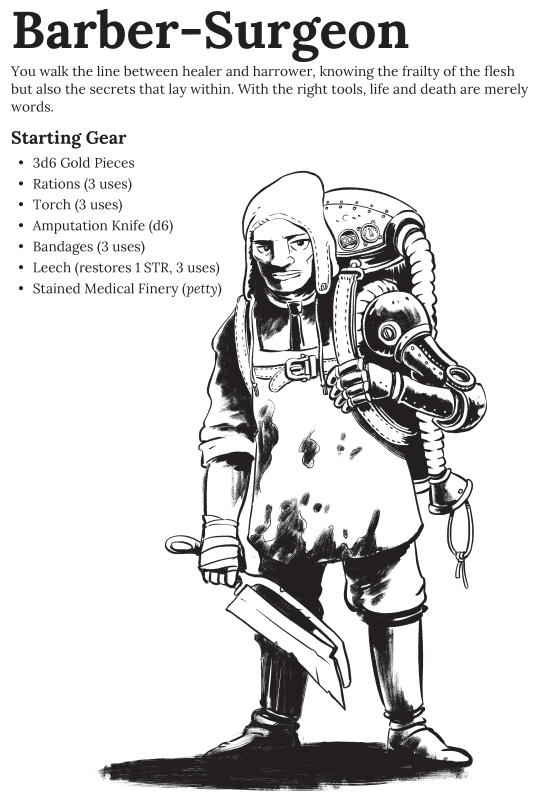 Barber-Surgeon
You walk the line between healer and harrower, knowing the frailty of the flesh
but also the secrets that lay within. With the right tools, life and death are merely
words.
Starting Gear
• 3d6 Gold Pieces
• Rations (3 uses)
• Torch (3 uses)
• Amputation Knife (d6)
• Bandages (3 uses)
• Leech (restores 1 STR, 3 uses)
• Stained Medical Finery (petty)